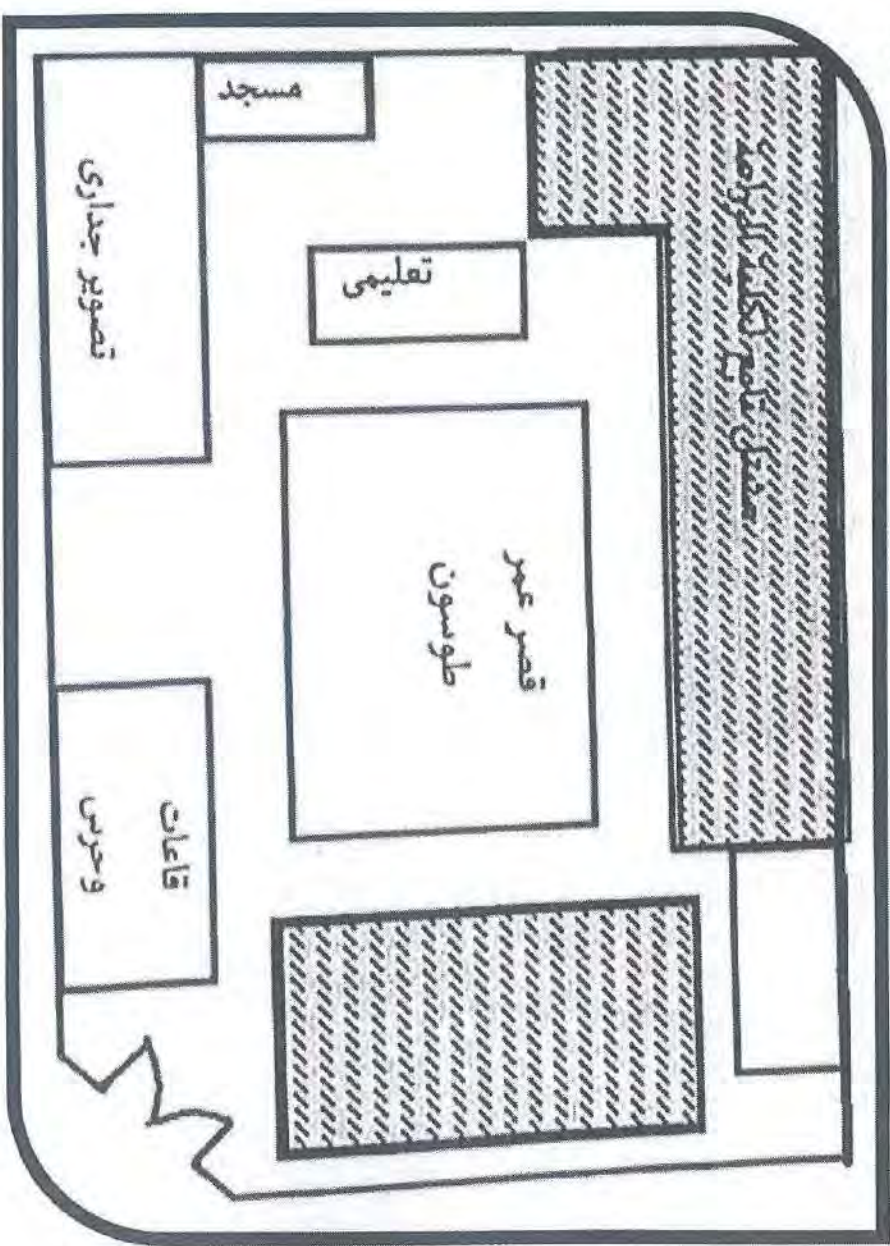 مسجد
تصوير جداري
تعليمي
قصر عمر
طوسون
قاعات
وحرس